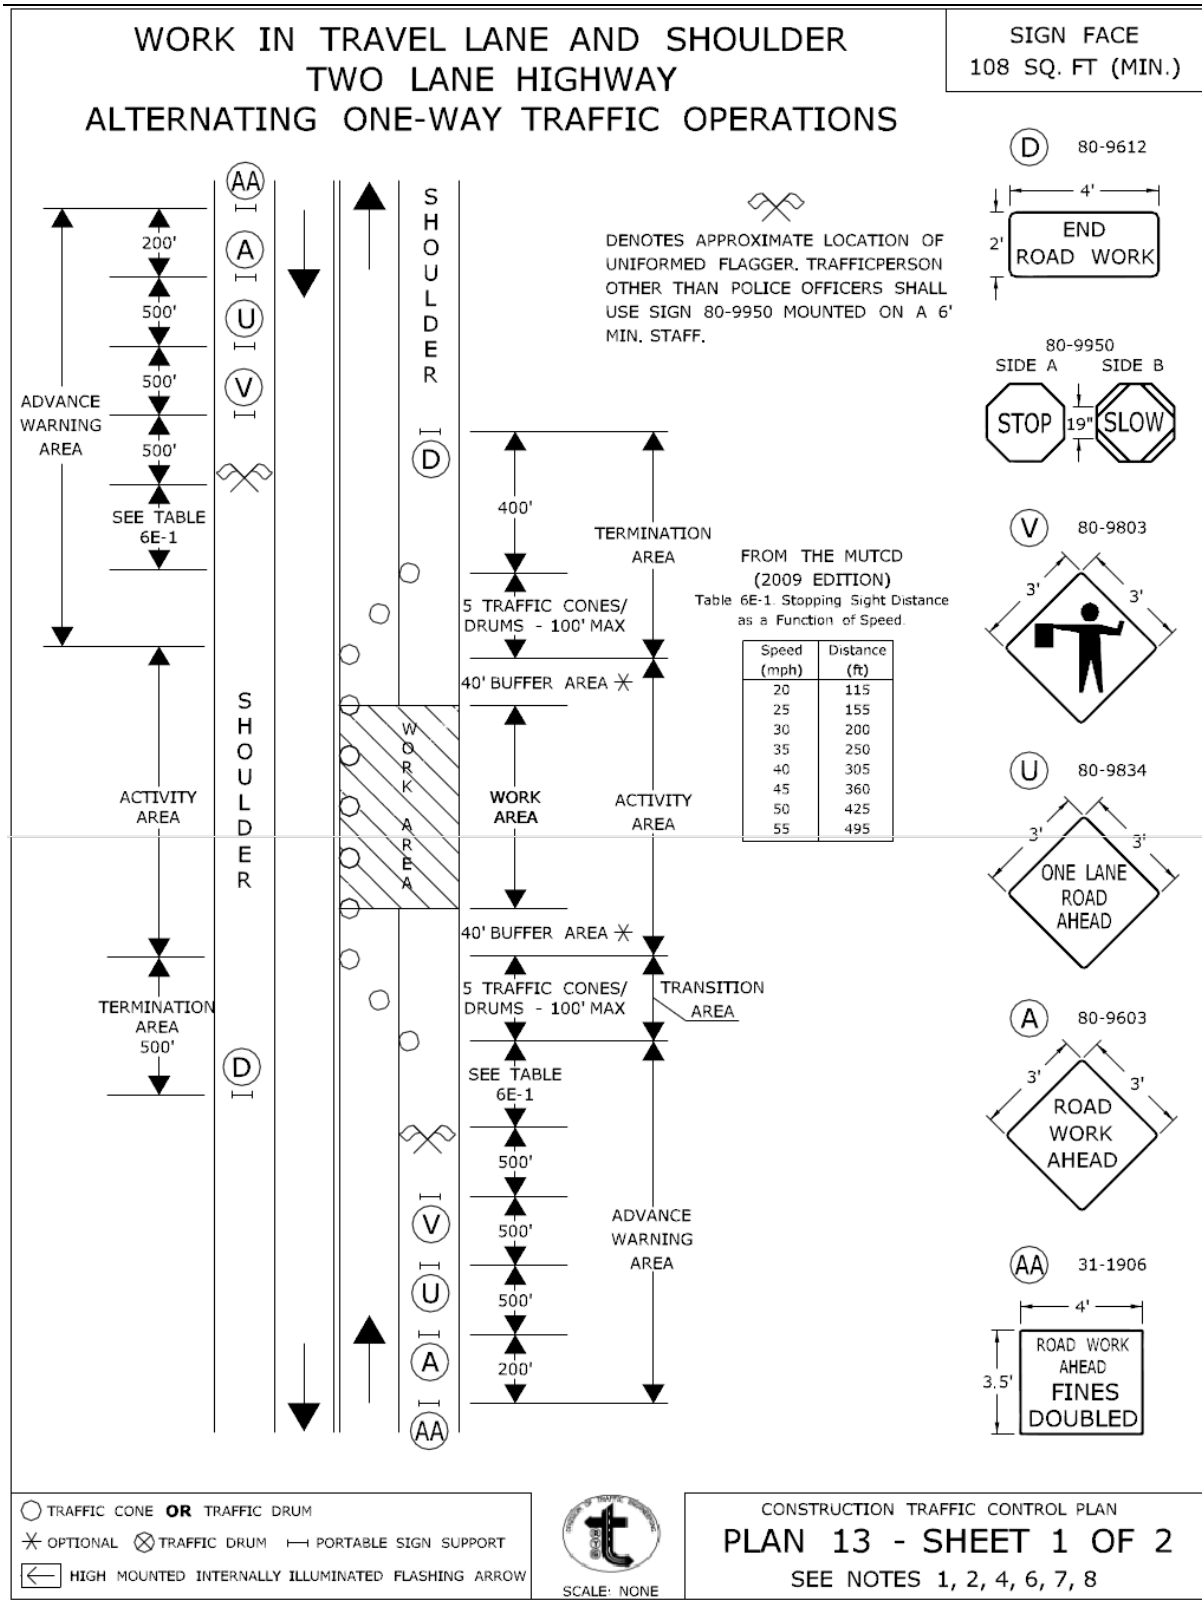 WORK IN TRAVEL LANE AND SHOULDER
TWO LANE HIGHWAY
ALTERNATING ONE-WAY TRAFFIC OPERATIONS
SIGN FACE
108 SQ. FT (MIN.)
AA
A
U
V
200'
500'
500'
500'
SEE TABLE
6E-1
ADVANCE
WARNING
AREA
SHOULDER
ACTIVITY
AREA
TERMINATION
AREA
500'
D
SHOULDER
D
400'
TERMINATION
AREA
5 TRAFFIC CONES/
DRUMS - 100' MAX
40' BUFFER AREA *
WORK AREA
WORK
AREA
ACTIVITY
AREA
40' BUFFER AREA *
5 TRAFFIC CONES/
DRUMS - 100' MAX
TRANSITION
AREA
SEE TABLE
6E-1
500'
500'
500'
200'
V
U
A
AA
ADVANCE
WARNING
AREA
DENOTES APPROXIMATE LOCATION OF
UNIFORMED FLAGGER. TRAFFICPERSON
OTHER THAN POLICE OFFICERS SHALL
USE SIGN 80-9950 MOUNTED ON A 6'
MIN. STAFF.
FROM THE MUTCD
(2009 EDITION)
Table 6E-1. Stopping Sight Distance
as a Function of Speed.
Speed Distance
(mph) (ft)
20 115
25 155
30 200
35 250
40 305
45 360
50 425
55 495
D 80-9612
4'
2'
END
ROAD WORK
80-9950
SIDE A SIDE B
STOP 19" SLOW
V 80-9803
3' 3'
U 80-9834
3' 3'
ONE LANE
ROAD
AHEAD
A 80-9603
3' 3'
ROAD
WORK
AHEAD
AA 31-1906
4'
3.5'
ROAD WORK
AHEAD
FINES
DOUBLED
TRAFFIC CONE OR TRAFFIC DRUM
* OPTIONAL TRAFFIC DRUM PORTABLE SIGN SUPPORT
HIGH MOUNTED INTERNALLY ILLUMINATED FLASHING ARROW
DIVISION OF TRAFFIC ENGINEERING
t
SCALE: NONE
CONSTRUCTION TRAFFIC CONTROL PLAN
PLAN 13 - SHEET 1 OF 2
SEE NOTES 1, 2, 4, 6, 7, 8